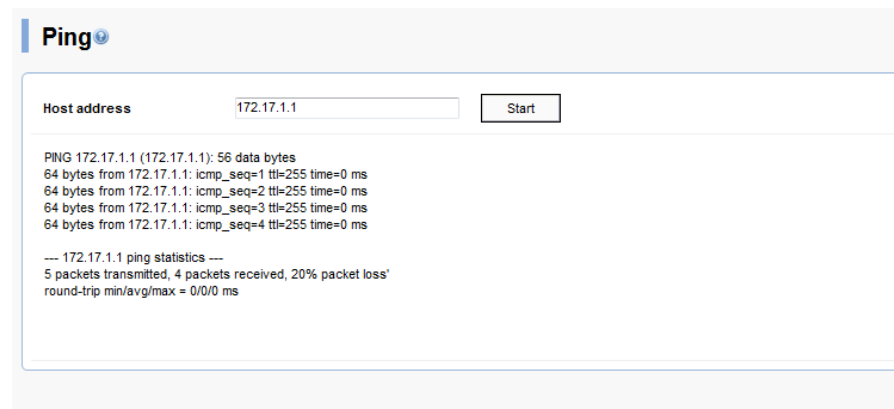 Ping
Host address 172.17.1.1 Start
PING 172.17.1.1 (172.17.1.1): 56 data bytes
64 bytes from 172.17.1.1: icmp_seq=1 ttl=255 time=0 ms
64 bytes from 172.17.1.1: icmp_seq=2 ttl=255 time=0 ms
64 bytes from 172.17.1.1: icmp_seq=3 ttl=255 time=0 ms
64 bytes from 172.17.1.1: icmp_seq=4 ttl=255 time=0 ms
--- 172.17.1.1 ping statistics ---
5 packets transmitted, 4 packets received, 20% packet loss'
round-trip min/avg/max = 0/0/0 ms